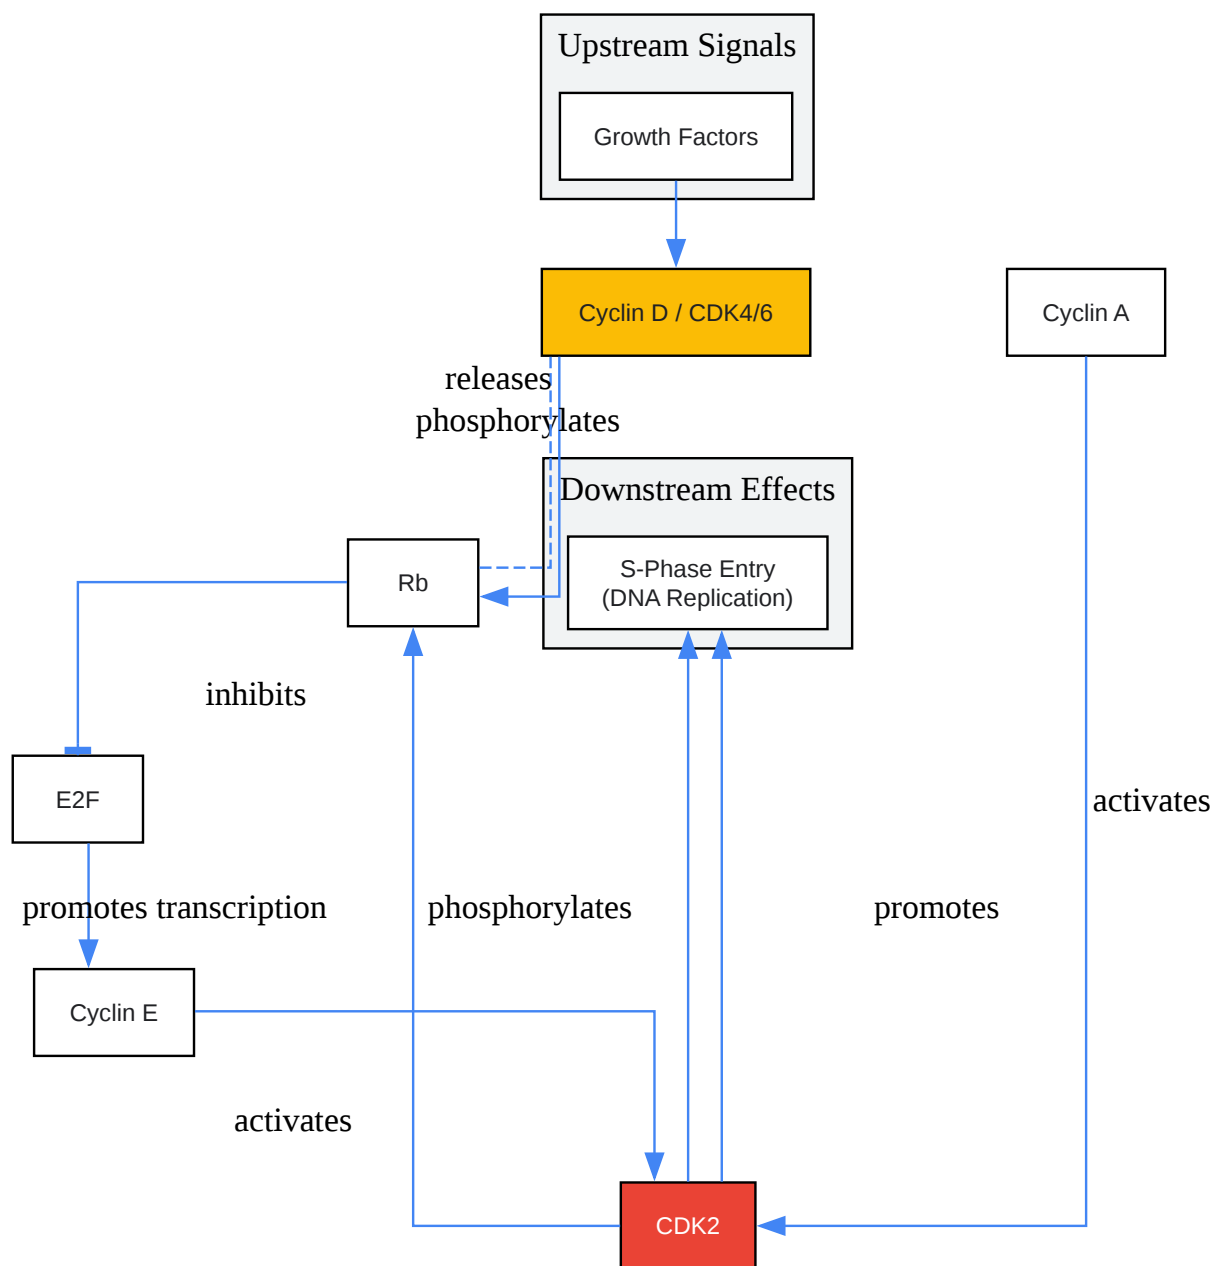 Upstream Signals
Growth Factors
Cyclin D / CDK4/6
Cyclin A
releases
phosphorylates
Downstream Effects
S-Phase Entry
(DNA Replication)
Rb
inhibits
E2F
activates
promotes transcription
phosphorylates
promotes
Cyclin E
activates
CDK2